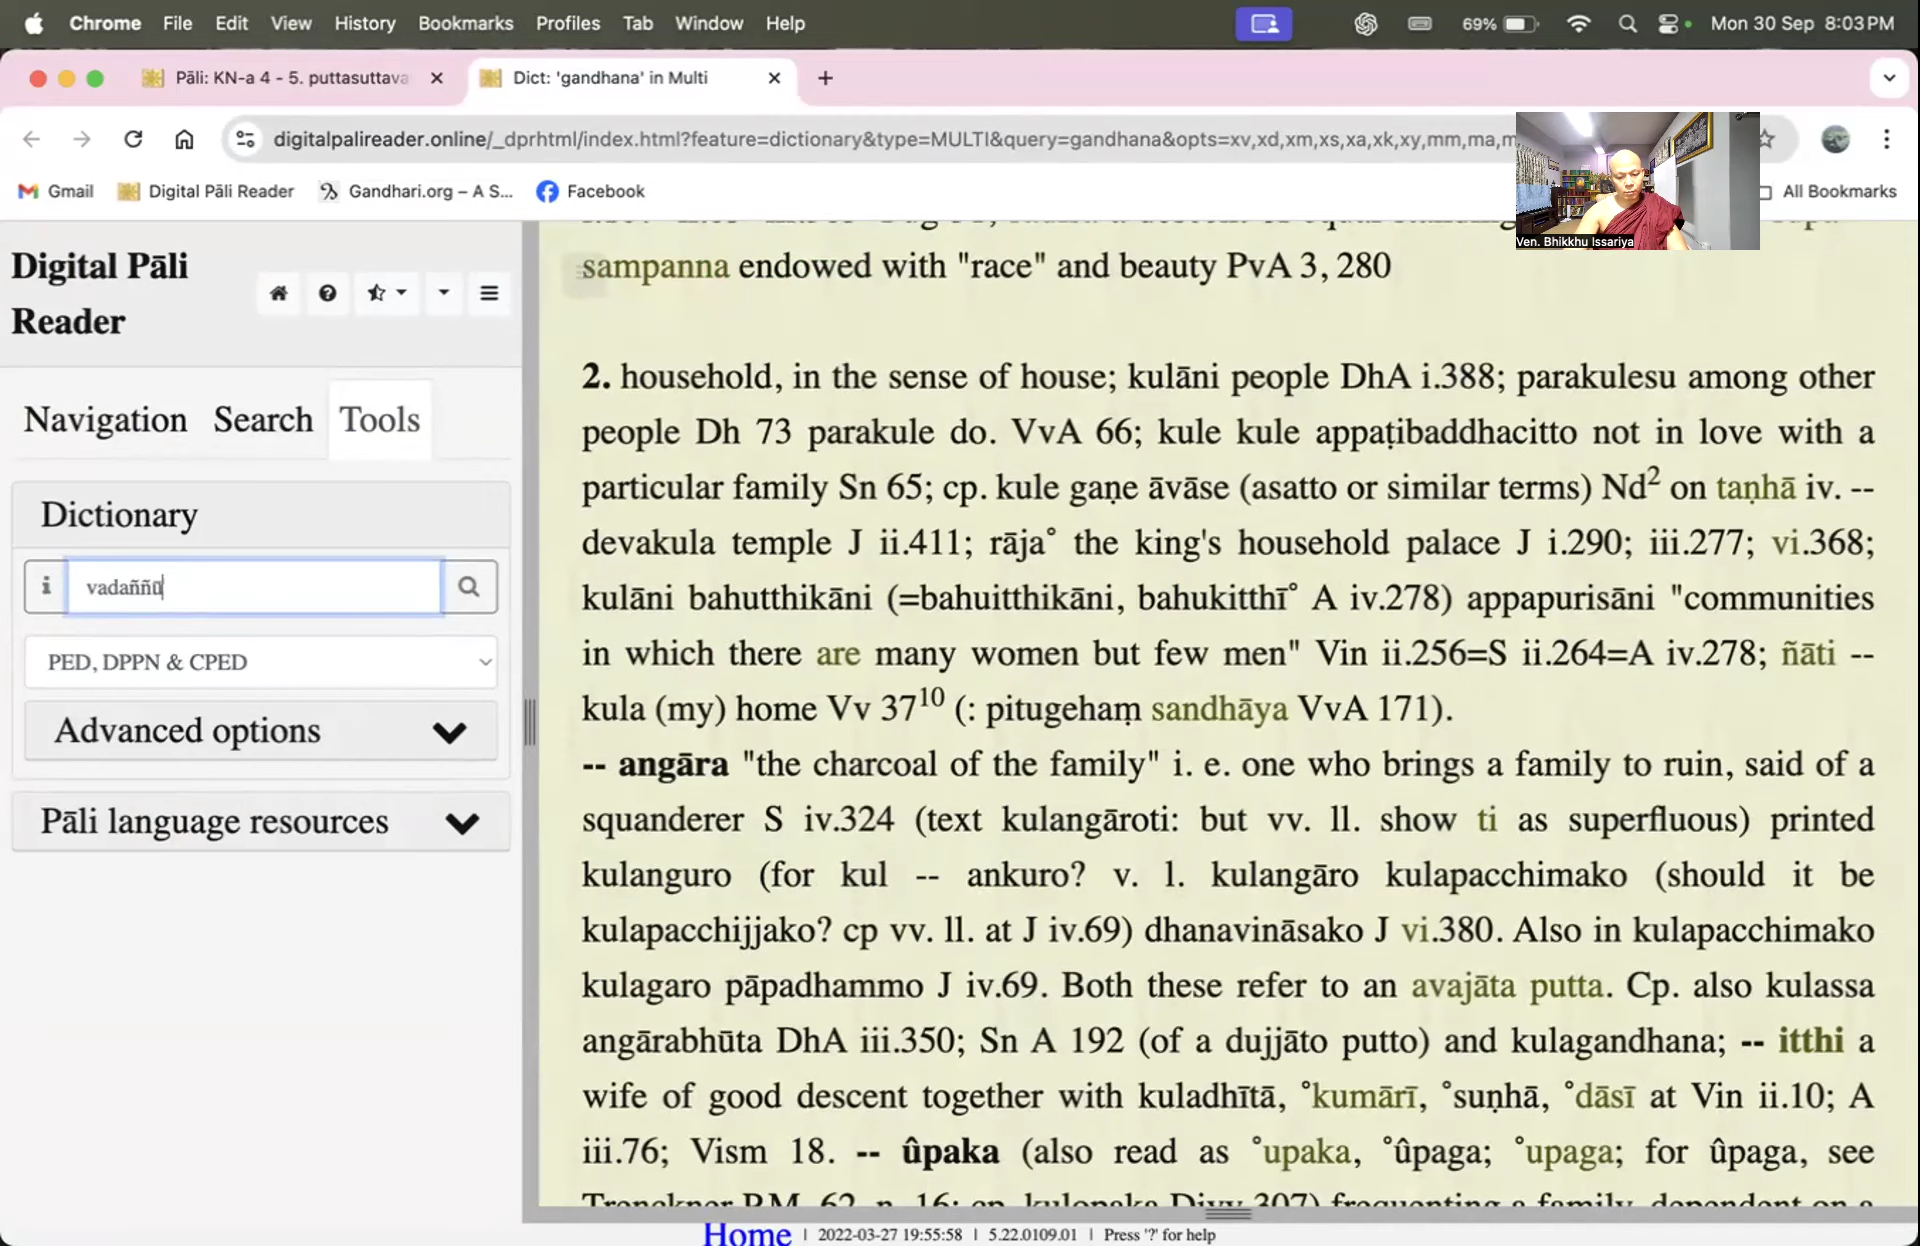 Chrome File Edit View History Bookmarks Profiles Tab Window Help 69% Mon 30 Sep 8:03 PM
Pāli: KN-a 4 - 5. puttasuttava
Dict: 'gandhana' in Multi
digitalpalireader.online/_dprhtml/index.html?feature=dictionary&type=MULTI&query=gandhana&opts=xv,xd,xm,xs,xa,xk,xy,mm,ma,m
Gmail Digital Pāli Reader Gandhari.org – A S... Facebook All Bookmarks
Ven. Bhikkhu Issariya
Digital Pāli
Reader
Navigation Search Tools
Dictionary
vadaññū
PED, DPPN & CPED
Advanced options
Pāli language resources
sampanna endowed with "race" and beauty PvA 3, 280
2. household, in the sense of house; kulāni people DhA i.388; parakulesu among other
people Dh 73 parakule do. VvA 66; kule kule appaṭibaddhacitto not in love with a
particular family Sn 65; cp. kule gaṇe āvāse (asatto or similar terms) Nd2 on taṇhā iv. --
devakula temple J ii.411; rāja˚ the king's household palace J i.290; iii.277; vi.368;
kulāni bahutthikāni (=bahuitthikāni, bahukitthī˚ A iv.278) appapurisāni "communities
in which there are many women but few men" Vin ii.256=S ii.264=A iv.278; ñāti --
kula (my) home Vv 3710 (: pitugehaṃ sandhāya VvA 171).
-- angāra "the charcoal of the family" i. e. one who brings a family to ruin, said of a
squanderer S iv.324 (text kulangāroti: but vv. ll. show ti as superfluous) printed
kulanguro (for kul -- ankuro? v. l. kulangāro kulapacchimako (should it be
kulapacchijjako? cp vv. ll. at J iv.69) dhanavināsako J vi.380. Also in kulapacchimako
kulagaro pāpadhammo J iv.69. Both these refer to an avajāta putta. Cp. also kulassa
angārabhūta DhA iii.350; Sn A 192 (of a dujjāto putto) and kulagandhana; -- itthi a
wife of good descent together with kuladhītā, ˚kumārī, ˚suṇhā, ˚dāsī at Vin ii.10; A
iii.76; Vism 18. -- ûpaka (also read as ˚upaka, ˚ûpaga; ˚upaga; for ûpaga, see
Trenckner P.M. 62, n. 16; cp. kulopaka Divy 307) frequenting a family, dependent on a
Home | 2022-03-27 19:55:58 | 5.22.0109.01 | Press '?' for help